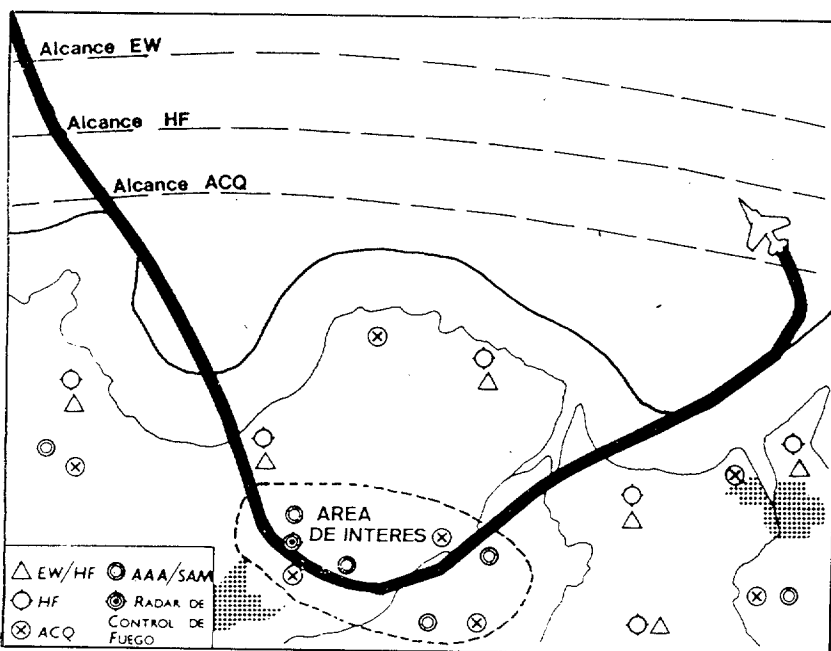 Alcance EW
Alcance HF
Alcance ACQ
AREA
DE INTERES
EW/HF
AAA/SAM
HF
RADAR DE
CONTROL DE
FUEGO
ACQ